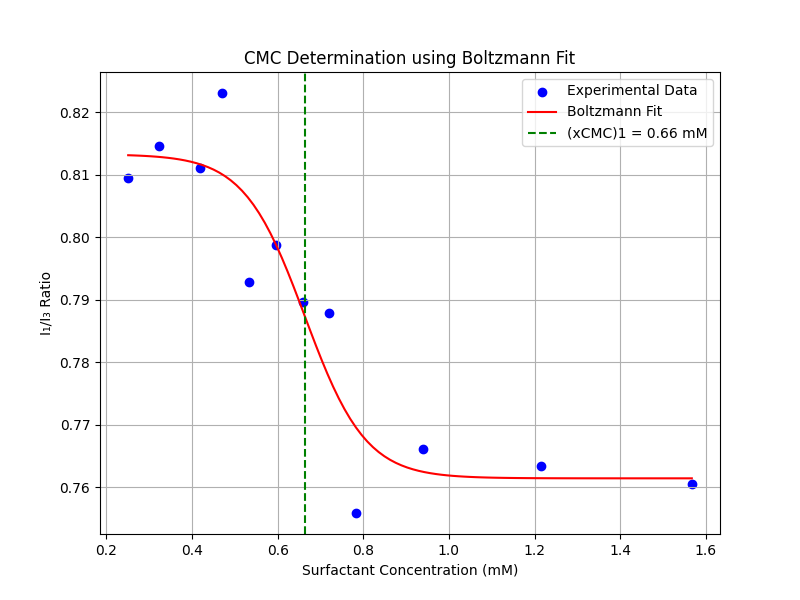 CMC Determination using Boltzmann Fit
Experimental Data
Boltzmann Fit
(xCMC)1 = 0.66 mM
0.82
0.81
0.80
0.79
0.78
0.77
0.76
I₁/I₃ Ratio
0.2 0.4 0.6 0.8 1.0 1.2 1.4 1.6
Surfactant Concentration (mM)